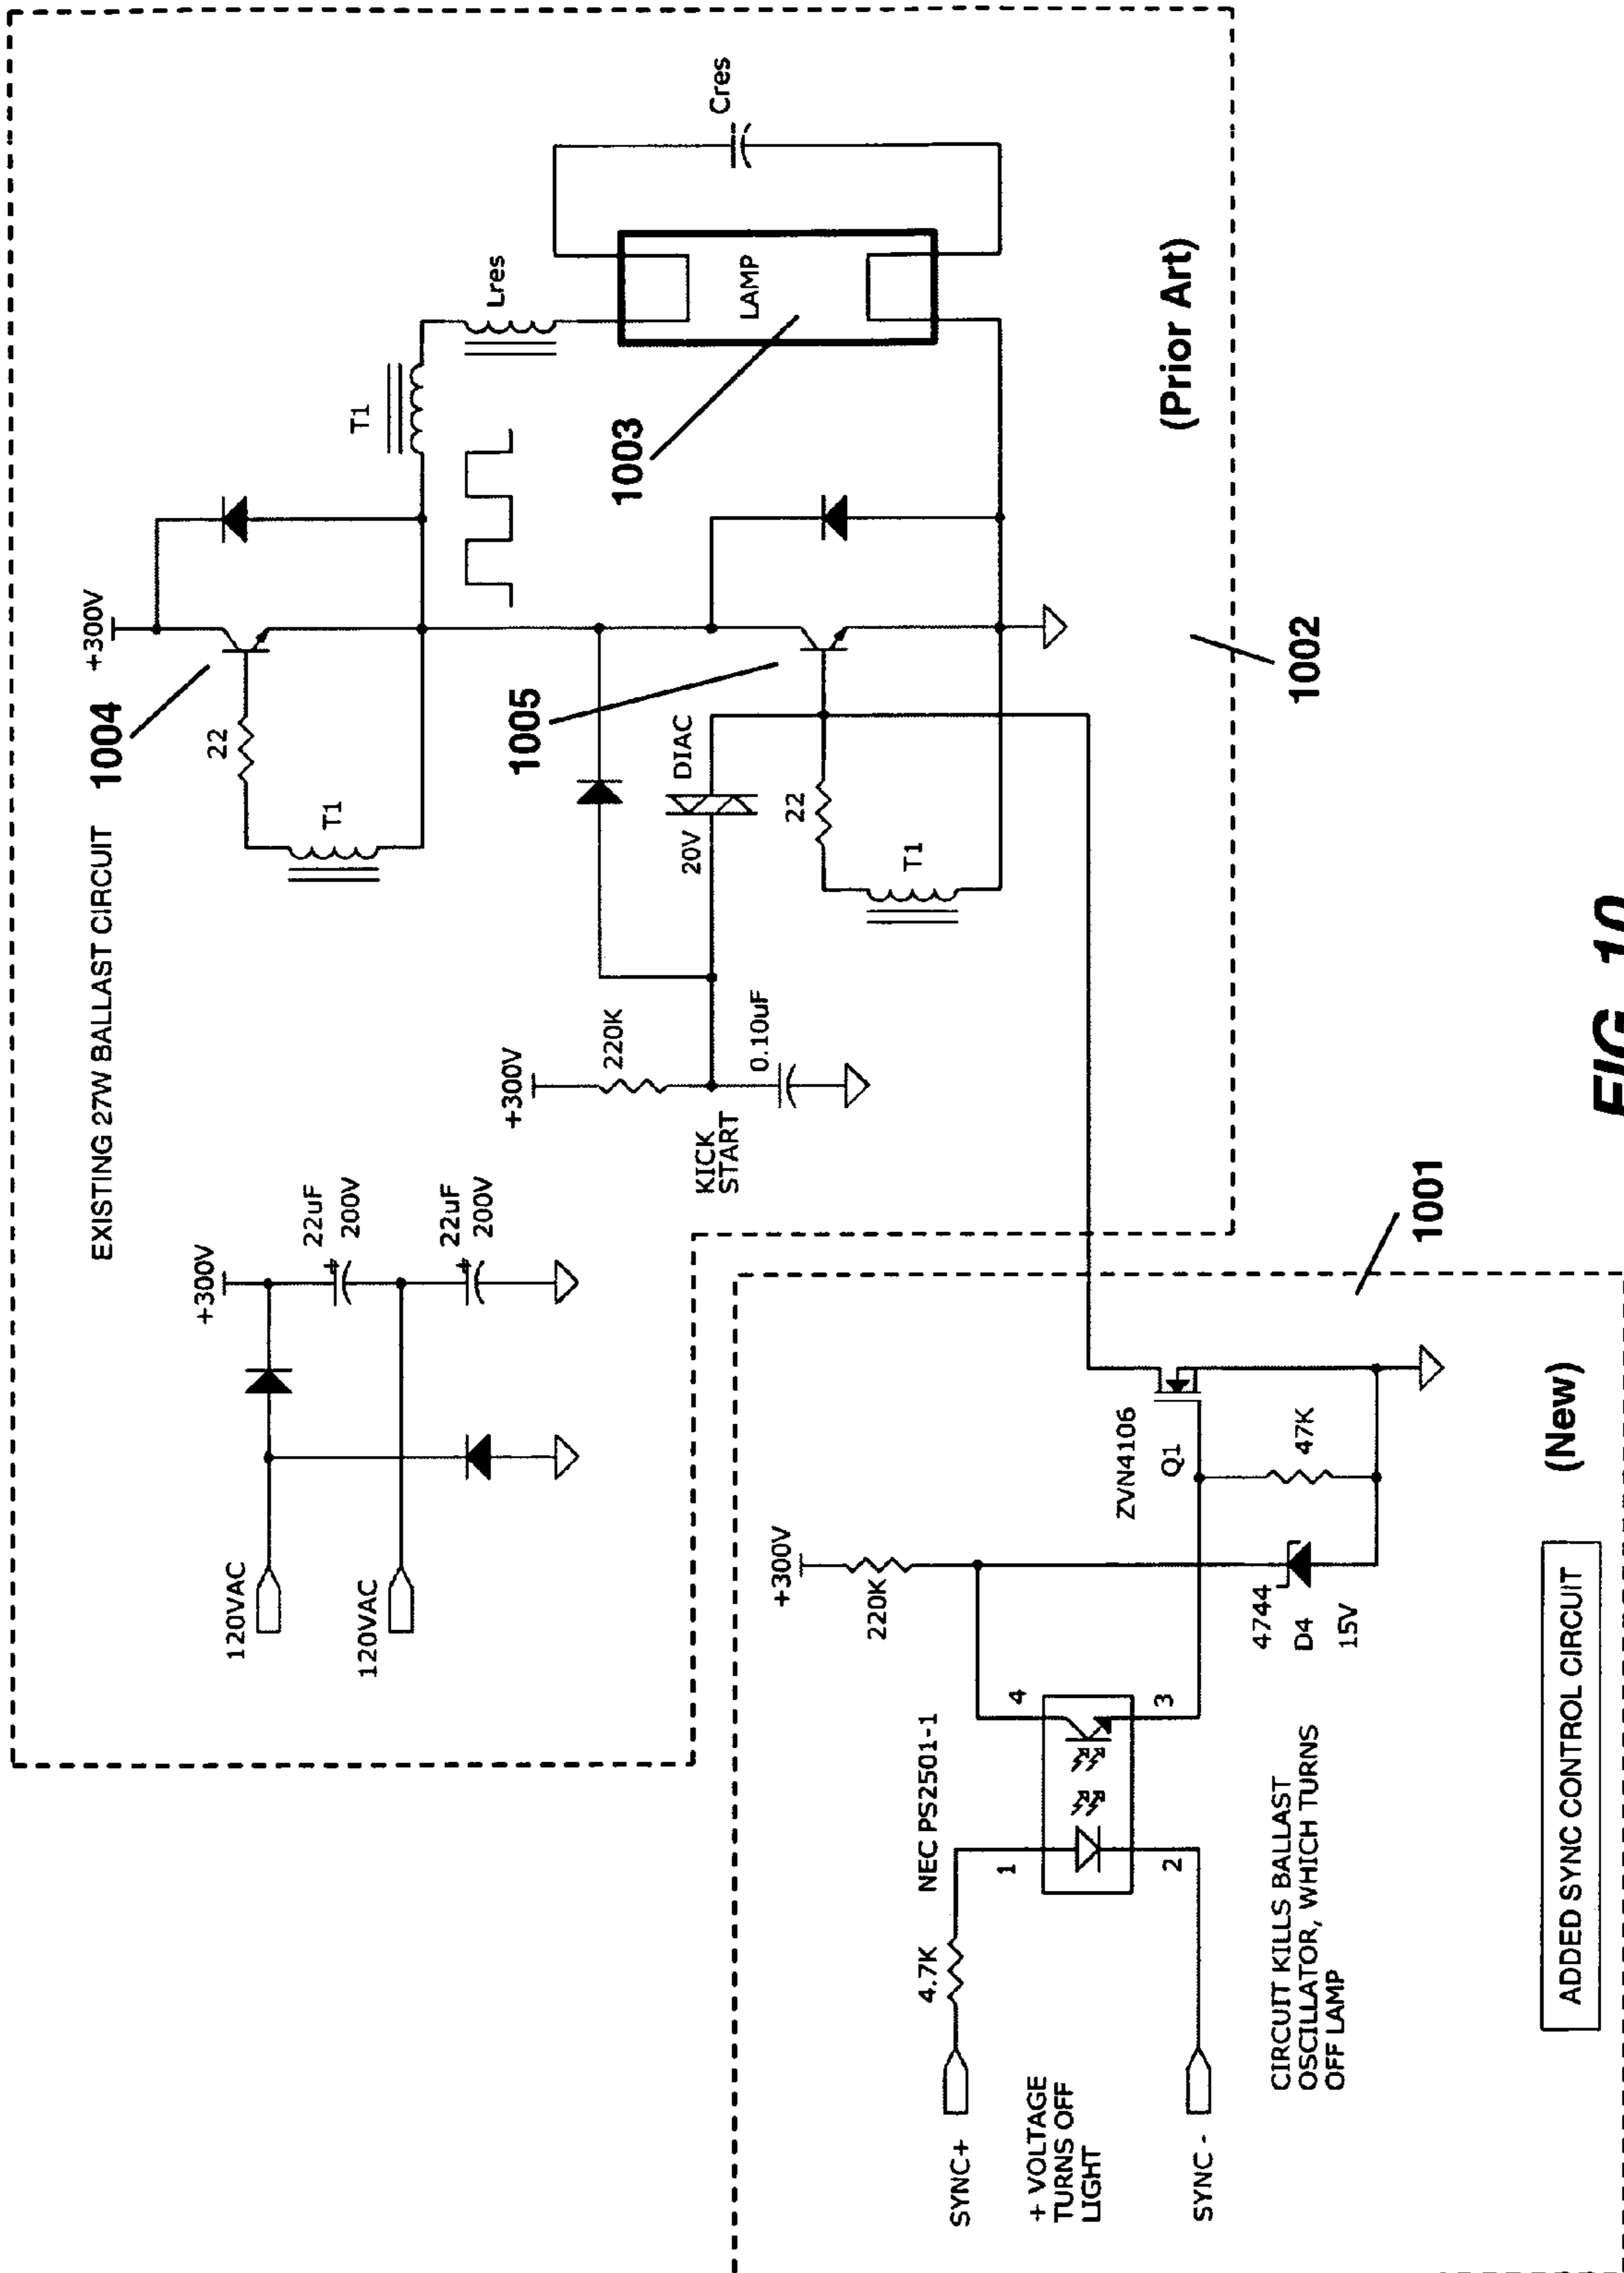 EXISTING 27W BALLAST CIRCUIT
120VAC
120VAC
+300V
22uF
200V
22uF
200V
+300V
1004
22
T1
T1
Lres
Cres
LAMP
1003
1005
DIAC
20V
22
T1
+300V
220K
0.10uF
KICK
START
(Prior Art)
1002
SYNC+
4.7K
NEC PS2501-1
1
2
4
3
+ VOLTAGE
TURNS OFF
LIGHT
SYNC -
+300V
220K
ZVN4106
Q1
47K
4744
D4
15V
CIRCUIT KILLS BALLAST
OSCILLATOR, WHICH TURNS
OFF LAMP
1001
ADDED SYNC CONTROL CIRCUIT
(New)
FIG. 10